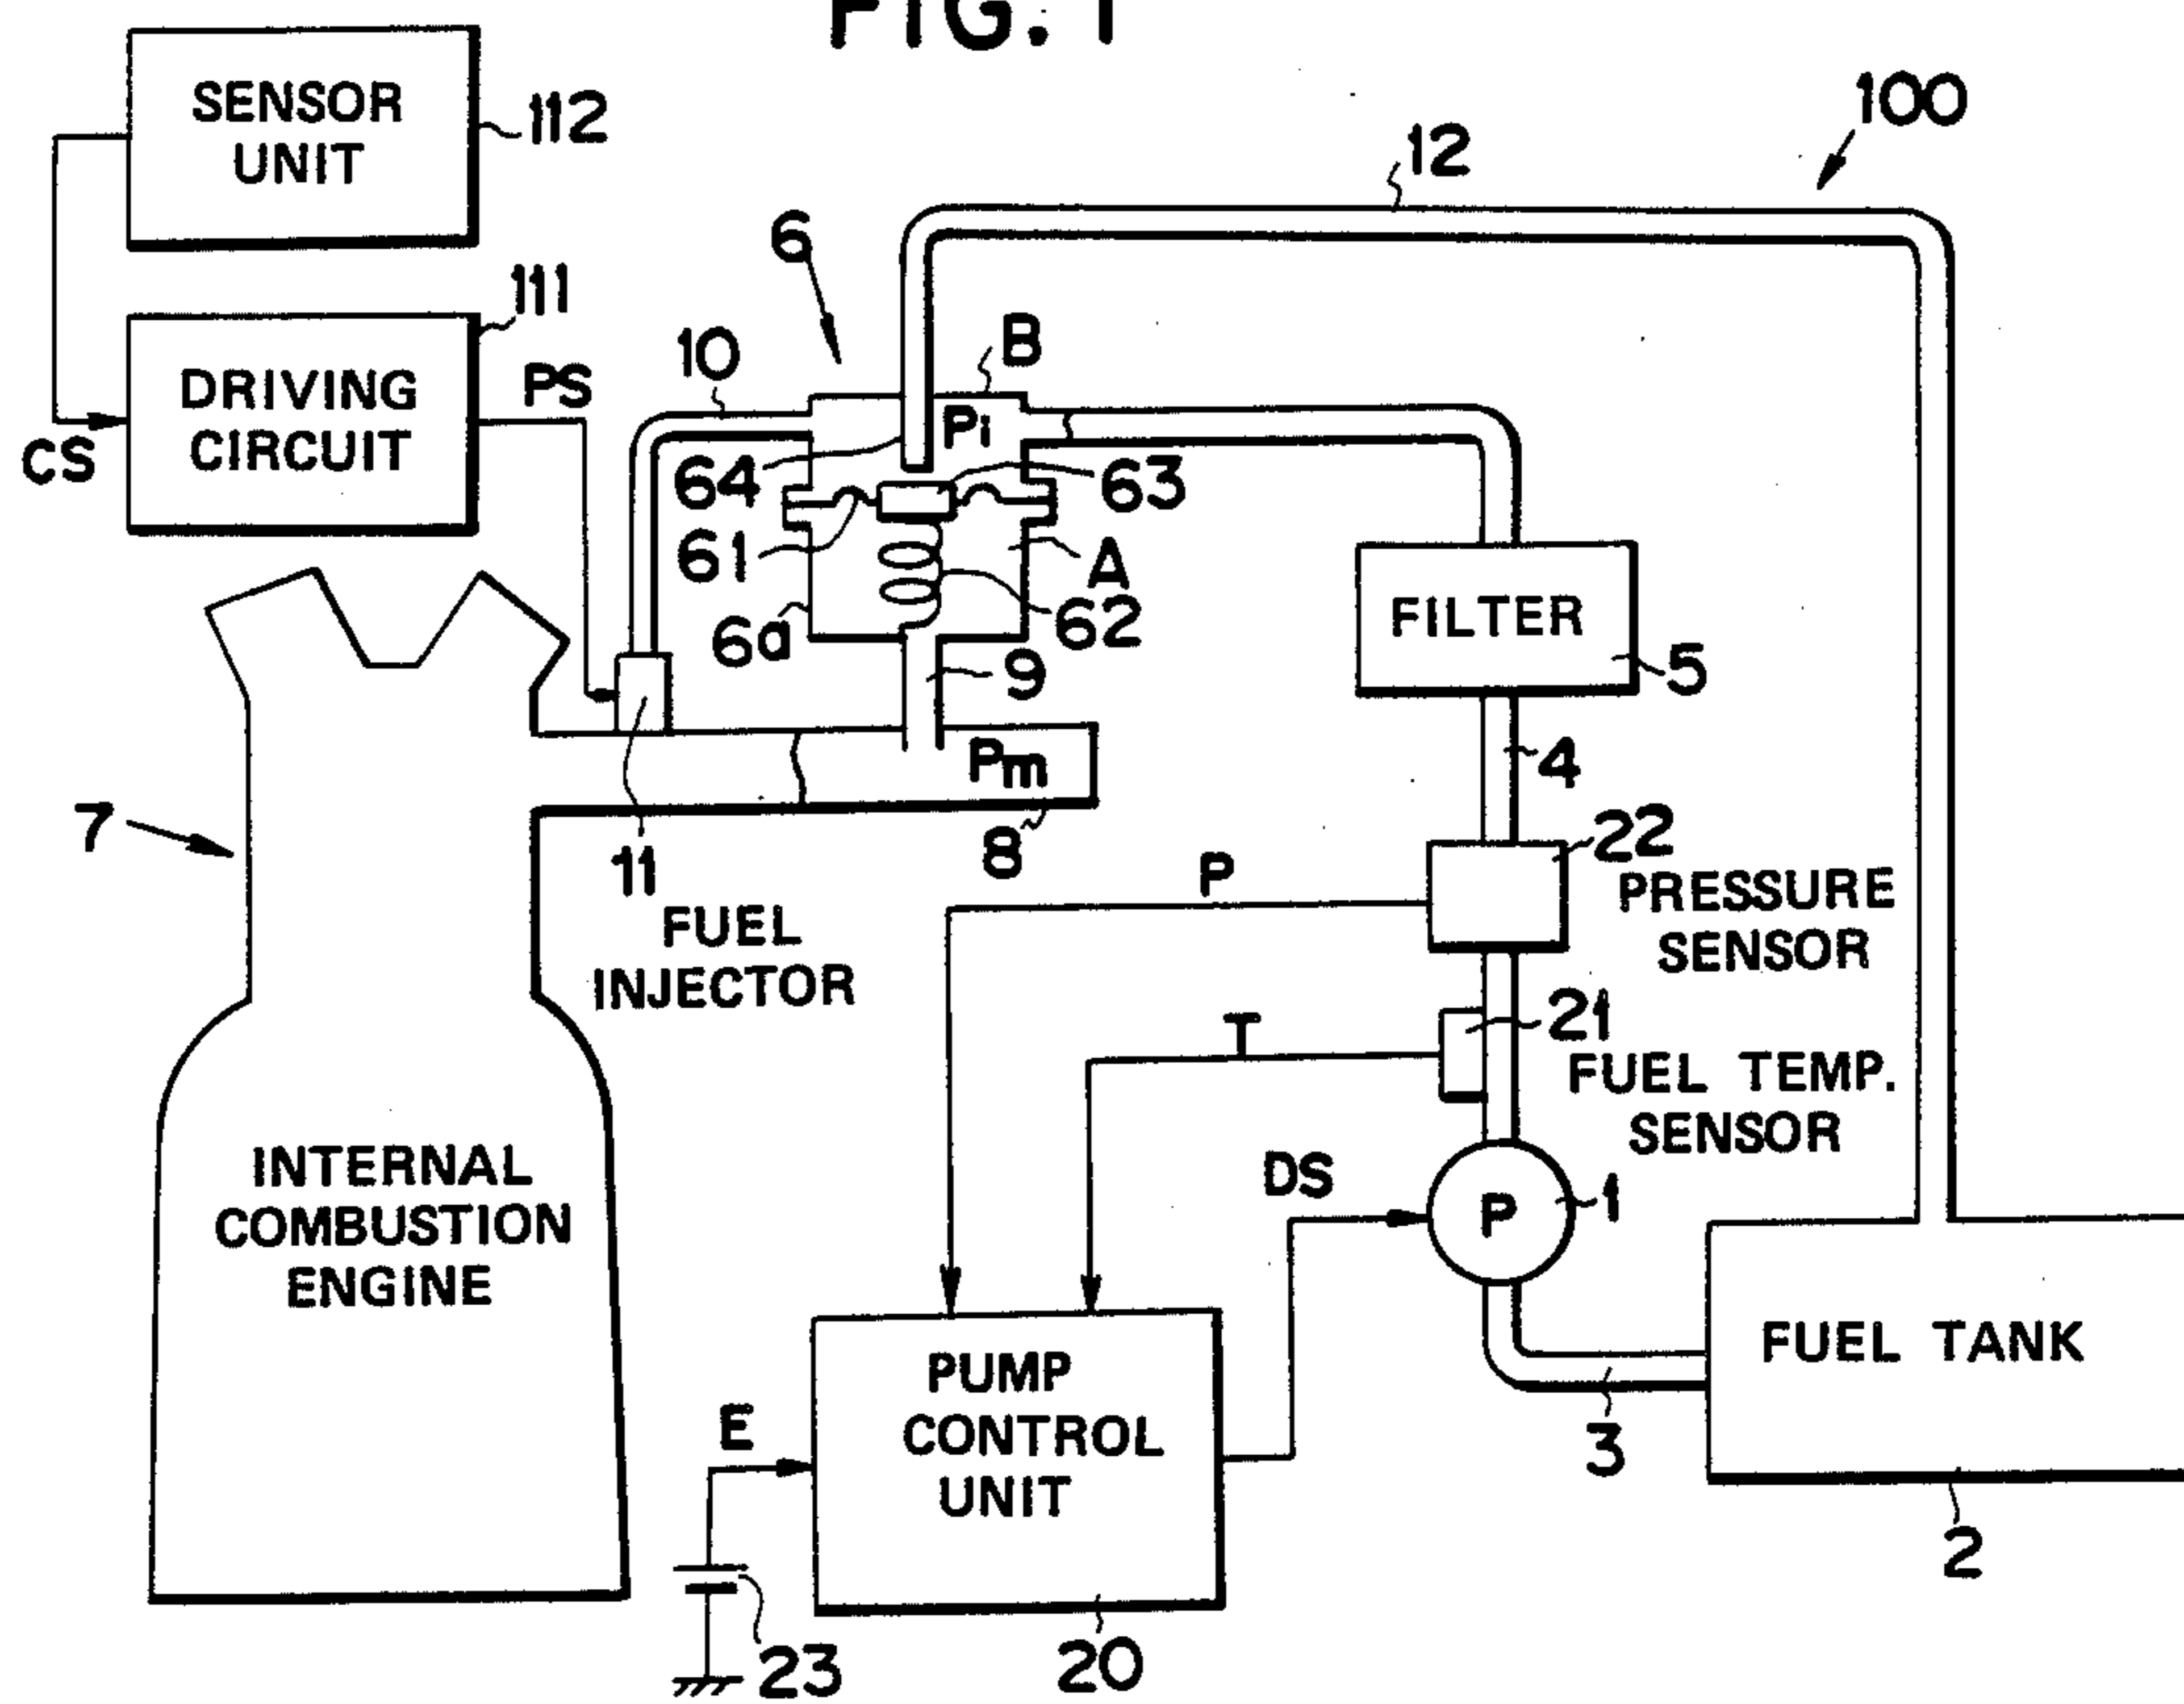 FIG. 1
SENSOR
UNIT
112
100
12
6
111
DRIVING
CIRCUIT
PS
CS
10
B
Pi
64
63
61
A
62
6a
9
FILTER
5
4
Pm
7
11
8
FUEL
INJECTOR
P
22
PRESSURE
SENSOR
T
21
FUEL TEMP.
SENSOR
DS
P
1
INTERNAL
COMBUSTION
ENGINE
FUEL TANK
3
2
PUMP
CONTROL
UNIT
E
23
20